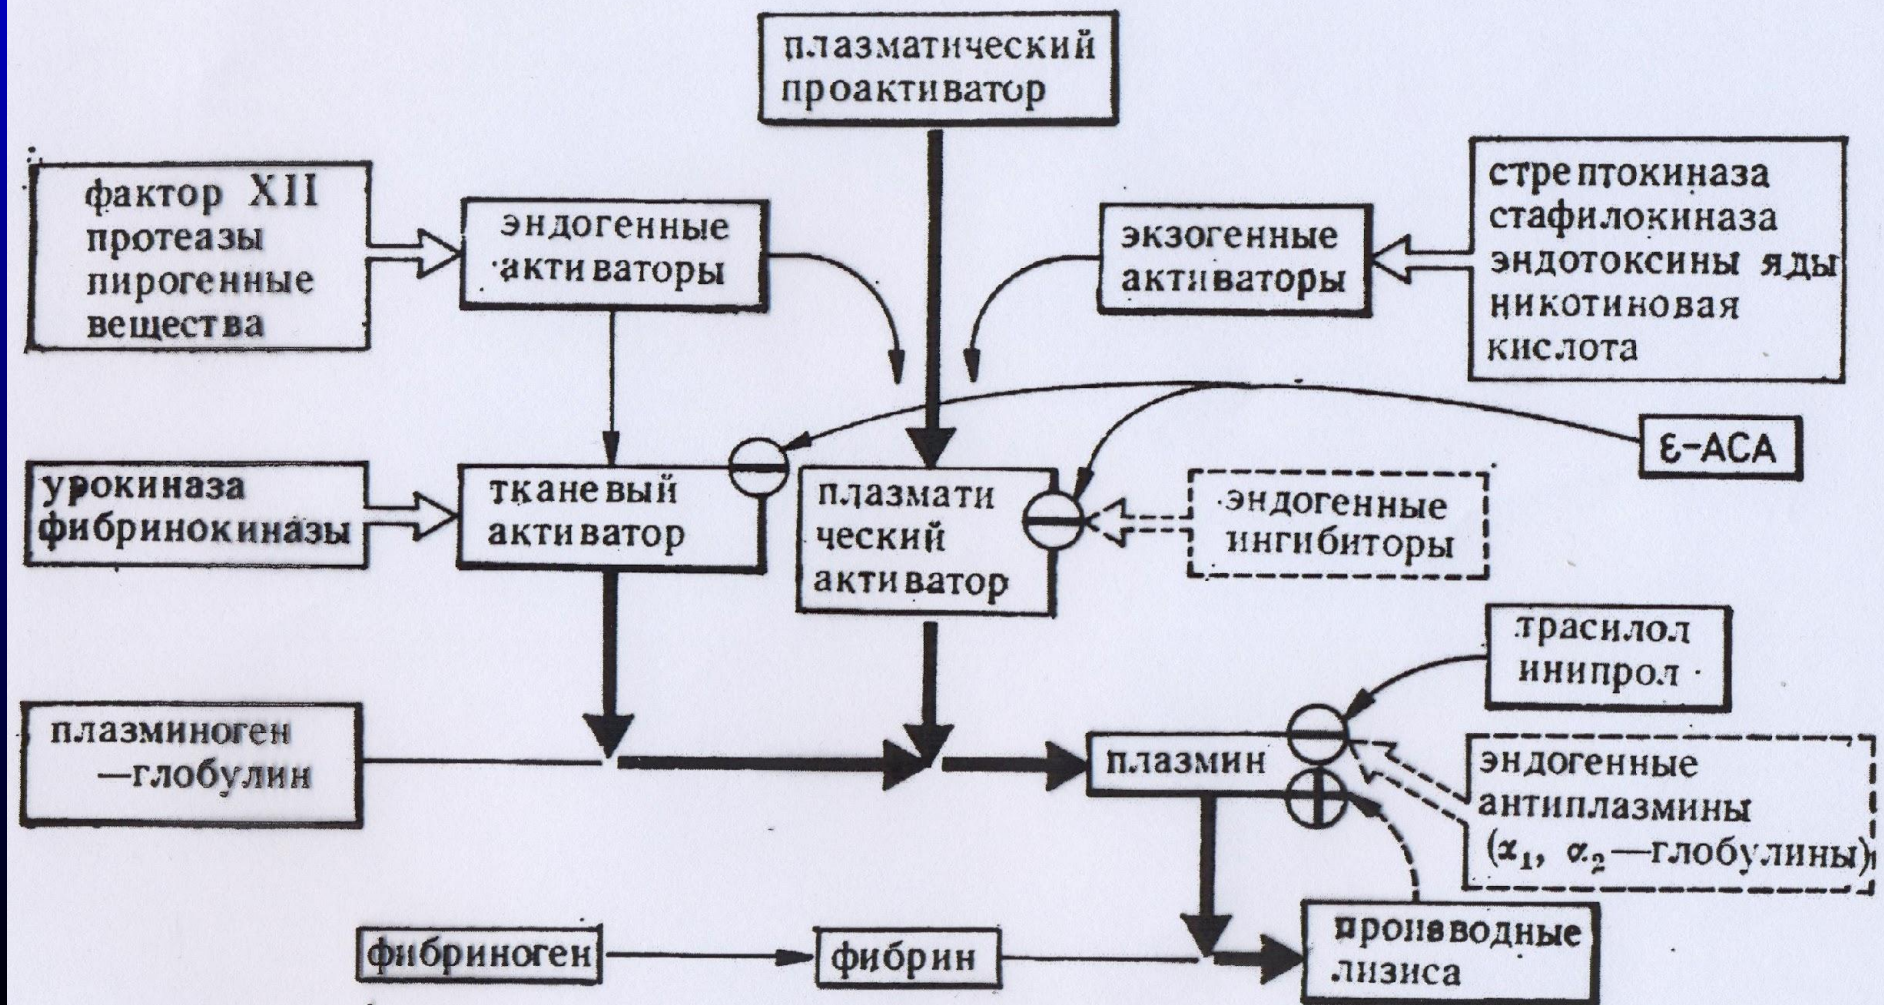 плазматический
проактиватор
фактор XII
протеазы
пирогенные
вещества
эндогенные
активаторы
экзогенные
активаторы
стрептокиназа
стафилокиназа
эндотоксины яды
никотиновая
кислота
ε-АСА
урокиназа
фибринокиназы
тканевый
активатор
плазмати
ческий
активатор
эндогенные
ингибиторы
трасилол
инипрол
плазминоген
—глобулин
плазмин
эндогенные
антиплазмины
(α₁, α₂—глобулины)
фибриноген
фибрин
производные
лизиса